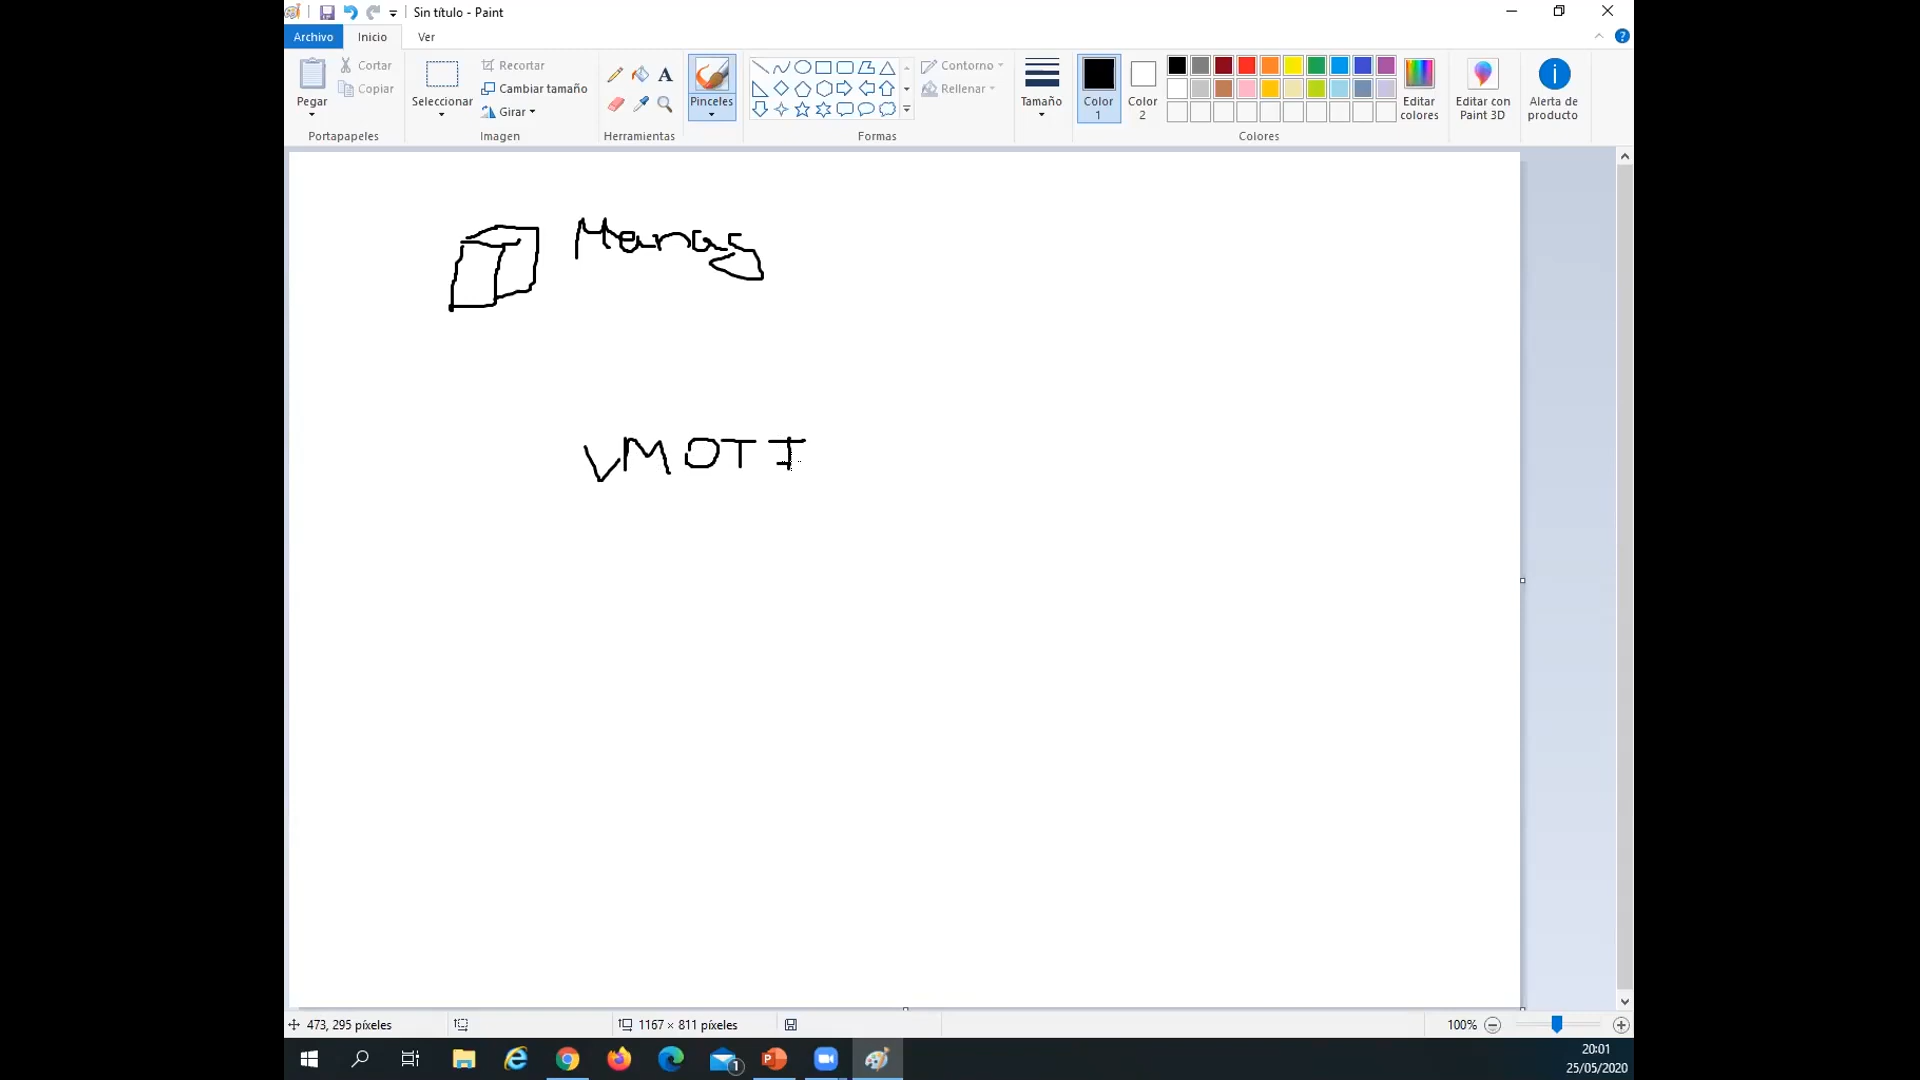 Sin título - Paint
Archivo Inicio Ver
Pegar
Cortar
Copiar
Portapapeles
Seleccionar
Recortar
Cambiar tamaño
Girar
Imagen
Herramientas
Pinceles
Formas
Contorno
Rellenar
Tamaño
Color 1
Color 2
Editar colores
Colores
Editar con Paint 3D
Alerta de producto
VMOTI
473, 295 píxeles
1167 × 811 píxeles
100%
1
20:01
25/05/2020